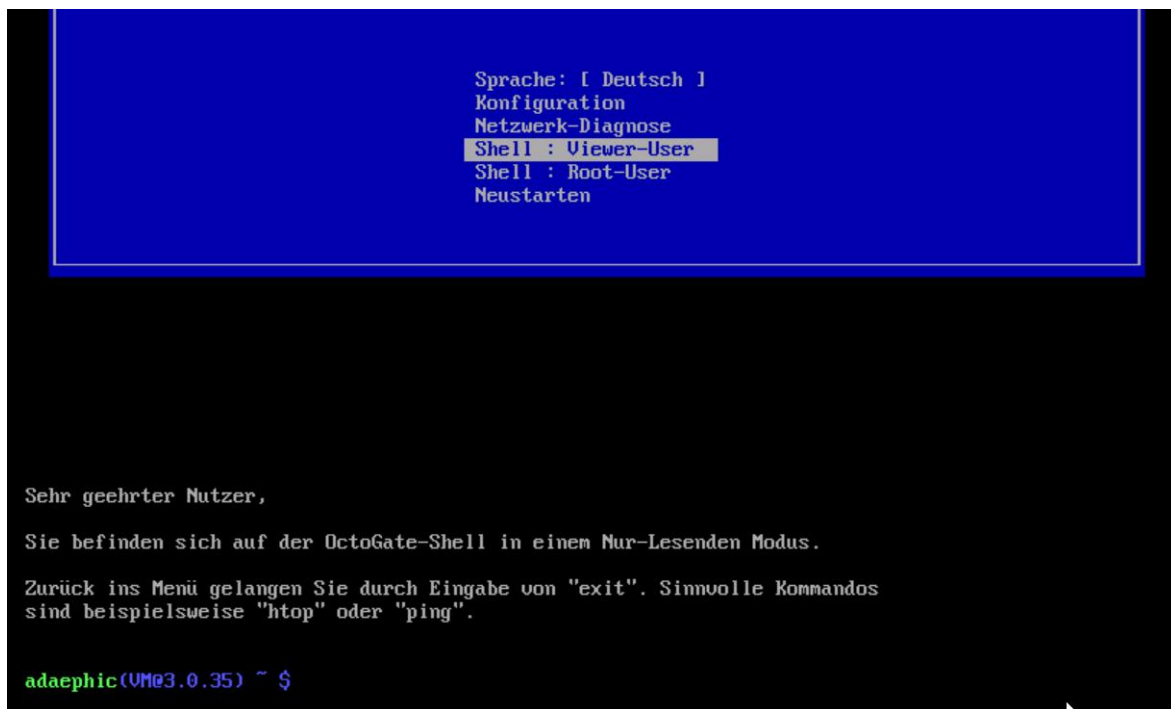 Sprache: [ Deutsch ]
Konfiguration
Netzwerk-Diagnose
Shell : Viewer-User
Shell : Root-User
Neustarten
Sehr geehrter Nutzer,
Sie befinden sich auf der OctoGate-Shell in einem Nur-Lesenden Modus.
Zurück ins Menü gelangen Sie durch Eingabe von "exit". Sinnvolle Kommandos
sind beispielsweise "htop" oder "ping".
adaephic(VM@3.0.35) ~ $